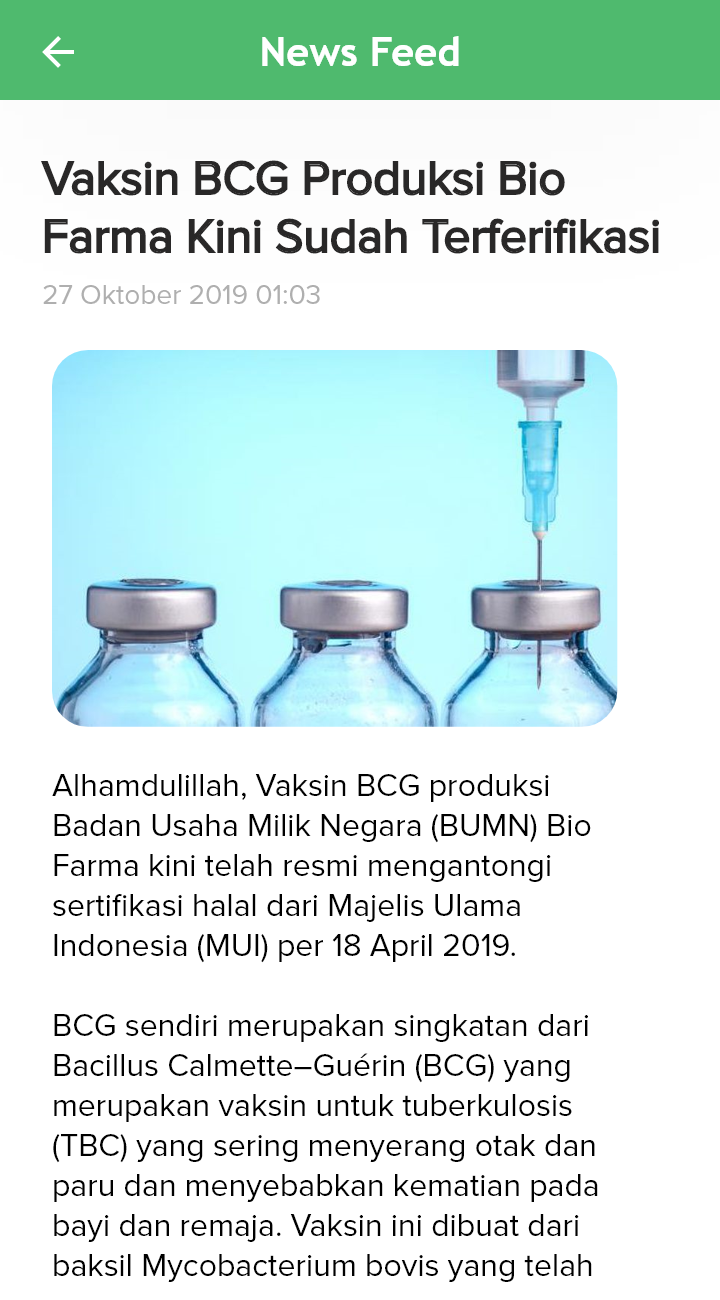 News Feed
Vaksin BCG Produksi Bio
Farma Kini Sudah Terferifikasi
27 Oktober 2019 01:03
Alhamdulillah, Vaksin BCG produksi
Badan Usaha Milik Negara (BUMN) Bio
Farma kini telah resmi mengantongi
sertifikasi halal dari Majelis Ulama
Indonesia (MUI) per 18 April 2019.
BCG sendiri merupakan singkatan dari
Bacillus Calmette–Guérin (BCG) yang
merupakan vaksin untuk tuberkulosis
(TBC) yang sering menyerang otak dan
paru dan menyebabkan kematian pada
bayi dan remaja. Vaksin ini dibuat dari
baksil Mycobacterium bovis yang telah